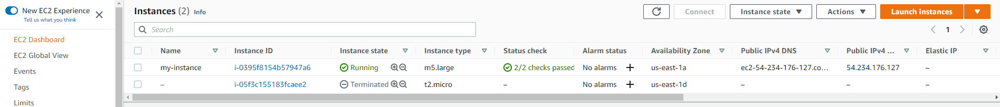 New EC2 Experience
Tell us what you think
EC2 Dashboard
EC2 Global View
Events
Tags
Limits
Instances (2) Info
Connect Instance state Actions Launch instances
Search
1
Name Instance ID Instance state Instance type Status check Alarm status Availability Zone Public IPv4 DNS Public IPv4 ... Elastic IP
my-instance i-0395f8154b57947a6 Running m5.large 2/2 checks passed No alarms + us-east-1a ec2-54-234-176-127.co... 54.234.176.127 –
– i-05f3c155183fcaee2 Terminated t2.micro – No alarms + us-east-1d – – –